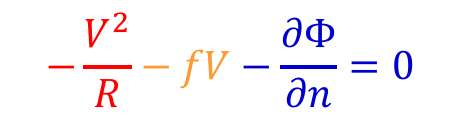 −V²/R − fV − ∂Φ/∂n = 0